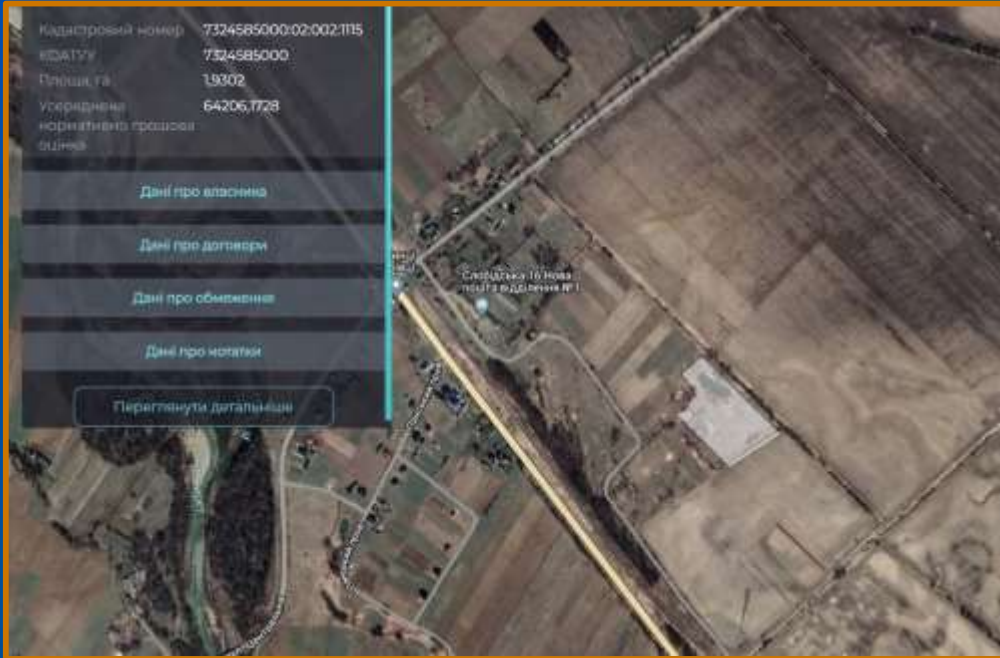 Кадастровий номер 7324585000:02:002:1115
КОАТУУ 7324585000
Площа, га 1,9302
Усереднена 64206,1728
нормативно грошова
оцінка
Дані про власника
Дані про договори
Дані про обмеження
Дані про нотатки
Переглянути детальніше
Слобідська 16 Нова
пошта відділення №1